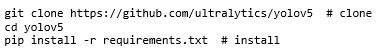 git clone https://github.com/ultralytics/yolov5  # clone
cd yolov5
pip install -r requirements.txt  # install